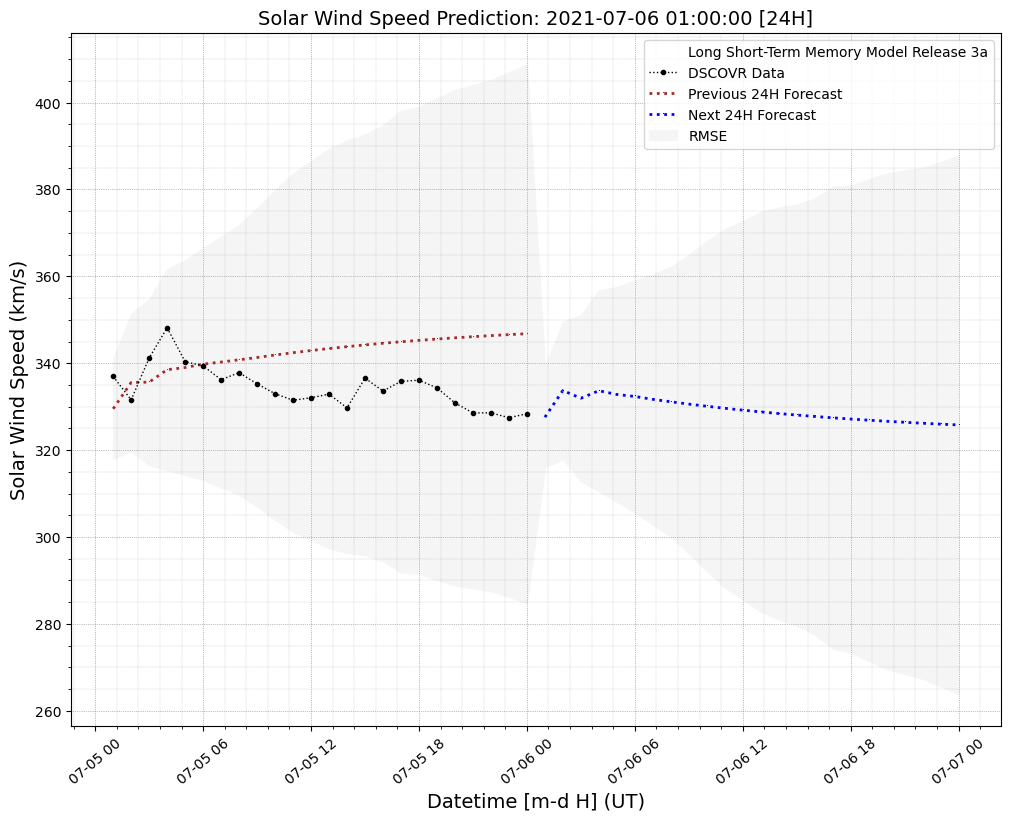 Solar Wind Speed Prediction: 2021-07-06 01:00:00 [24H]
Long Short-Term Memory Model Release 3a
DSCOVR Data
Previous 24H Forecast
Next 24H Forecast
RMSE
Solar Wind Speed (km/s)
400
380
360
340
320
300
280
260
07-05 00
07-05 06
07-05 12
07-05 18
07-06 00
07-06 06
07-06 12
07-06 18
07-07 00
Datetime [m-d H] (UT)